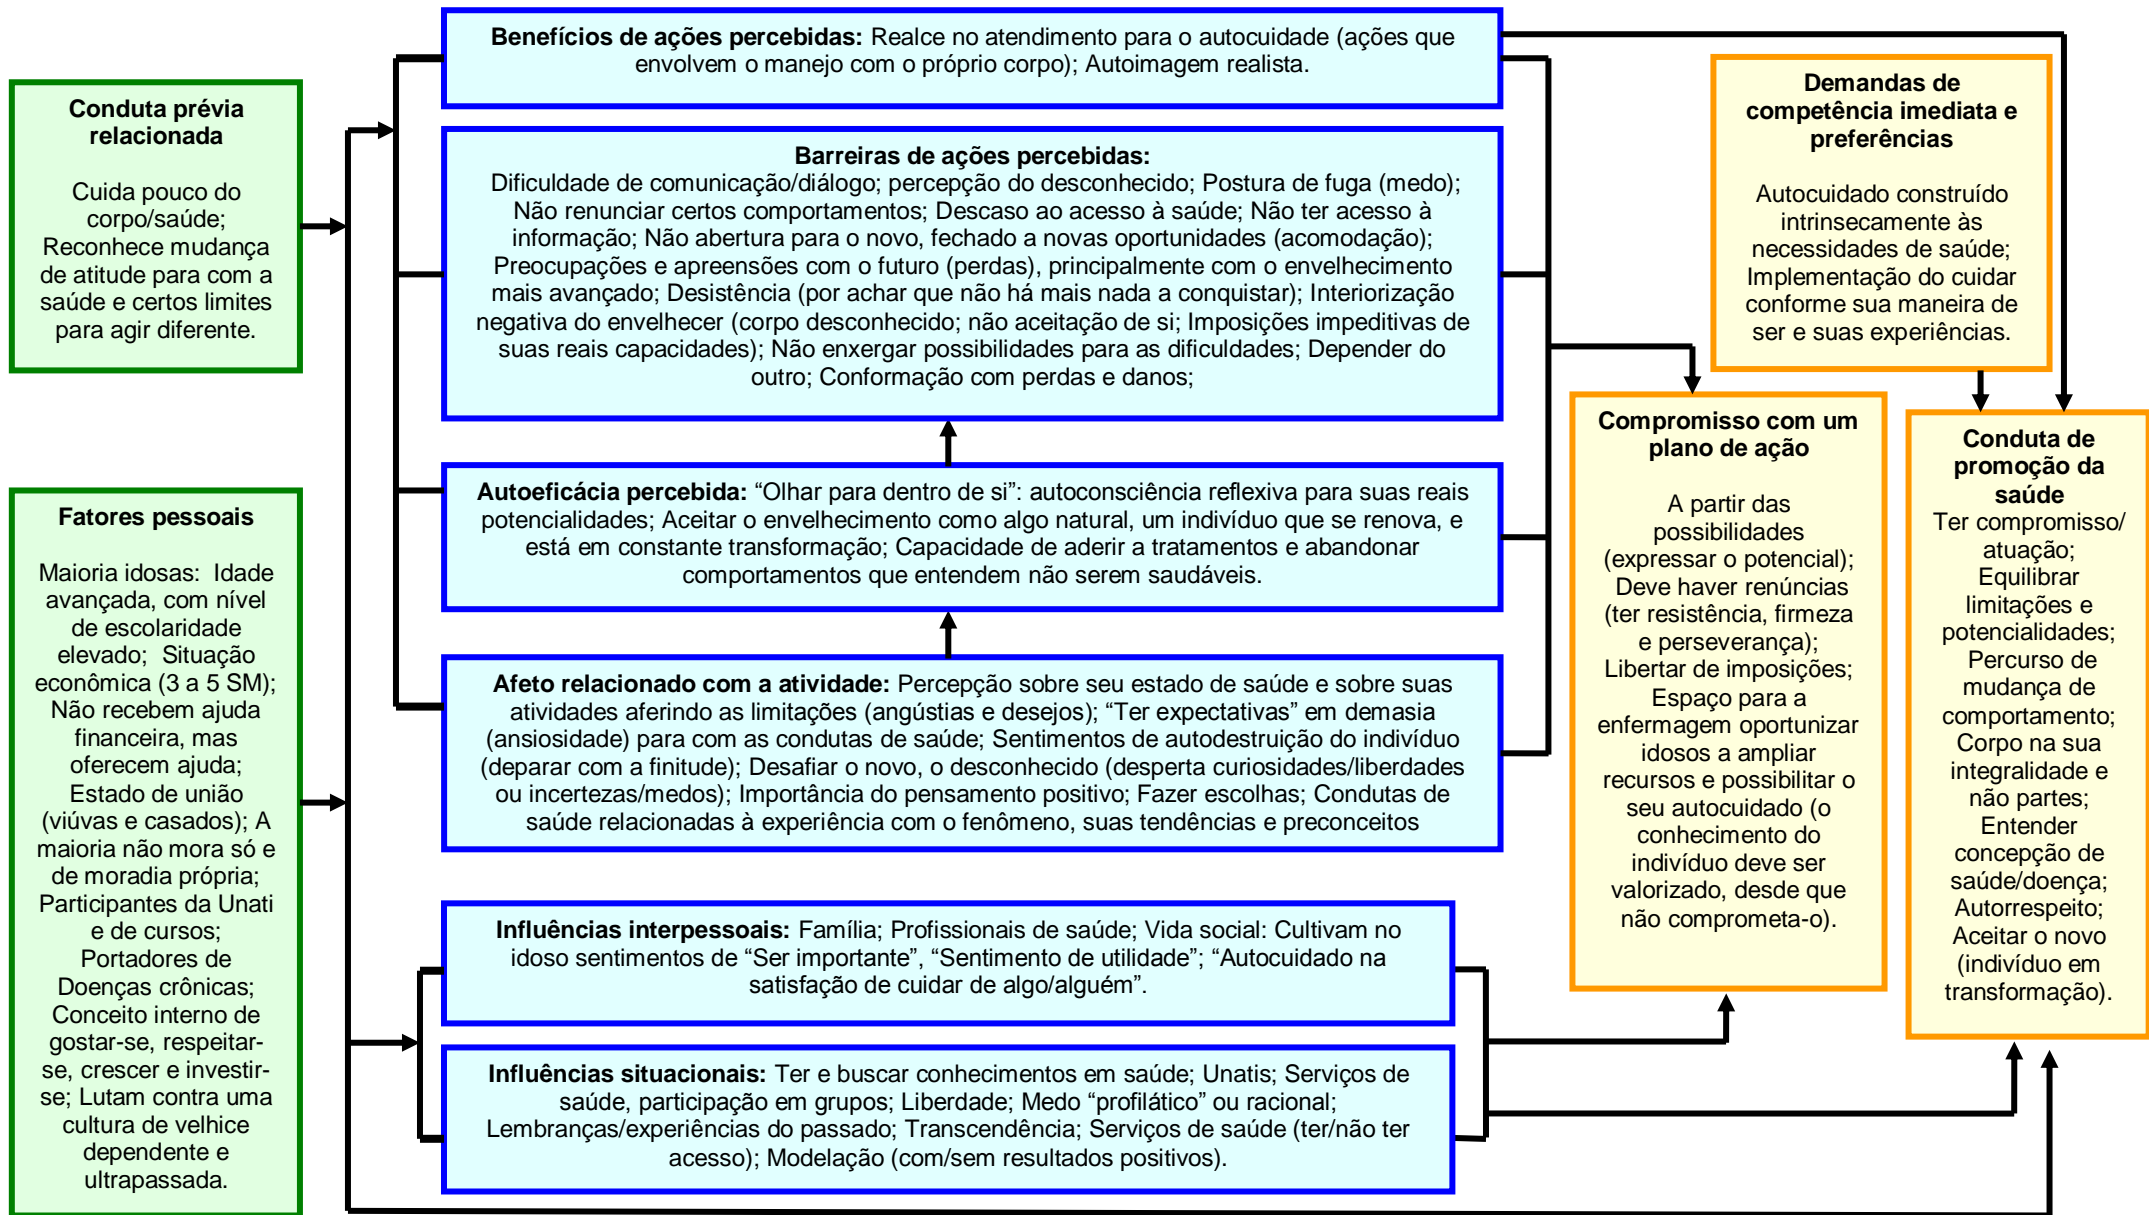 Conduta prévia
relacionada
Cuida pouco do
corpo/saúde;
Reconhece mudança
de atitude para com a
saúde e certos limites
para agir diferente.
Fatores pessoais
Maioria idosas: Idade
avançada, com nível
de escolaridade
elevado; Situação
econômica (3 a 5 SM);
Não recebem ajuda
financeira, mas
oferecem ajuda;
Estado de união
(viúvas e casados); A
maioria não mora só e
de moradia própria;
Participantes da Unati
e de cursos;
Portadores de
Doenças crônicas;
Conceito interno de
gostar-se, respeitar-
se, crescer e investir-
se; Lutam contra uma
cultura de velhice
dependente e
ultrapassada.
Benefícios de ações percebidas: Realce no atendimento para o autocuidade (ações que
envolvem o manejo com o próprio corpo); Autoimagem realista.
Barreiras de ações percebidas:
Dificuldade de comunicação/diálogo; percepção do desconhecido; Postura de fuga (medo);
Não renunciar certos comportamentos; Descaso ao acesso à saúde; Não ter acesso à
informação; Não abertura para o novo, fechado a novas oportunidades (acomodação);
Preocupações e apreensões com o futuro (perdas), principalmente com o envelhecimento
mais avançado; Desistência (por achar que não há mais nada a conquistar); Interiorização
negativa do envelhecer (corpo desconhecido; não aceitação de si; Imposições impeditivas de
suas reais capacidades); Não enxergar possibilidades para as dificuldades; Depender do
outro; Conformação com perdas e danos;
Autoeficácia percebida: “Olhar para dentro de si”: autoconsciência reflexiva para suas reais
potencialidades; Aceitar o envelhecimento como algo natural, um indivíduo que se renova, e
está em constante transformação; Capacidade de aderir a tratamentos e abandonar
comportamentos que entendem não serem saudáveis.
Afeto relacionado com a atividade: Percepção sobre seu estado de saúde e sobre suas
atividades aferindo as limitações (angústias e desejos); “Ter expectativas” em demasia
(ansiosidade) para com as condutas de saúde; Sentimentos de autodestruição do indivíduo
(deparar com a finitude); Desafiar o novo, o desconhecido (desperta curiosidades/liberdades
ou incertezas/medos); Importância do pensamento positivo; Fazer escolhas; Condutas de
saúde relacionadas à experiência com o fenômeno, suas tendências e preconceitos
Influências interpessoais: Família; Profissionais de saúde; Vida social: Cultivam no
idoso sentimentos de “Ser importante”, “Sentimento de utilidade”; “Autocuidado na
satisfação de cuidar de algo/alguém”.
Influências situacionais: Ter e buscar conhecimentos em saúde; Unatis; Serviços de
saúde, participação em grupos; Liberdade; Medo “profilático” ou racional;
Lembranças/experiências do passado; Transcendência; Serviços de saúde (ter/não ter
acesso); Modelação (com/sem resultados positivos).
Demandas de
competência imediata e
preferências
Autocuidado construído
intrinsecamente às
necessidades de saúde;
Implementação do cuidar
conforme sua maneira de
ser e suas experiências.
Compromisso com um
plano de ação
A partir das
possibilidades
(expressar o potencial);
Deve haver renúncias
(ter resistência, firmeza
e perseverança);
Libertar de imposições;
Espaço para a
enfermagem oportunizar
idosos a ampliar
recursos e possibilitar o
seu autocuidado (o
conhecimento do
indivíduo deve ser
valorizado, desde que
não comprometa-o).
Conduta de
promoção da
saúde
Ter compromisso/
atuação;
Equilibrar
limitações e
potencialidades;
Percurso de
mudança de
comportamento;
Corpo na sua
integralidade e
não partes;
Entender
concepção de
saúde/doença;
Autorrespeito;
Aceitar o novo
(indivíduo em
transformação).